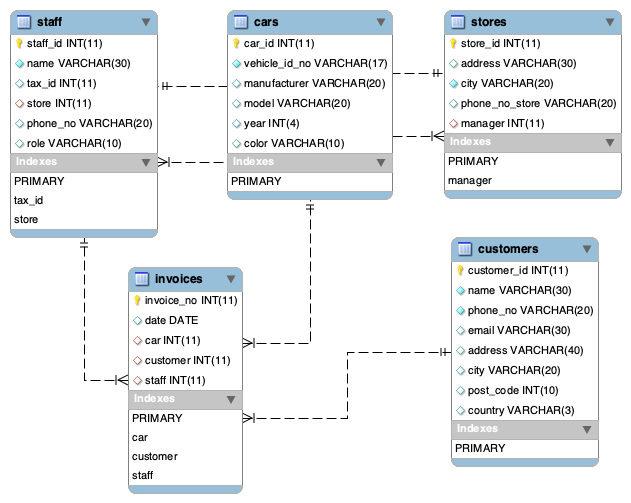 staff
staff_id INT(11)
name VARCHAR(30)
tax_id INT(11)
store INT(11)
phone_no VARCHAR(20)
role VARCHAR(10)
Indexes
PRIMARY
tax_id
store
cars
car_id INT(11)
vehicle_id_no VARCHAR(17)
manufacturer VARCHAR(20)
model VARCHAR(20)
year INT(4)
color VARCHAR(10)
Indexes
PRIMARY
stores
store_id INT(11)
address VARCHAR(30)
city VARCHAR(20)
phone_no_store VARCHAR(20)
manager INT(11)
Indexes
PRIMARY
manager
invoices
invoice_no INT(11)
date DATE
car INT(11)
customer INT(11)
staff INT(11)
Indexes
PRIMARY
car
customer
staff
customers
customer_id INT(11)
name VARCHAR(30)
phone_no VARCHAR(20)
email VARCHAR(30)
address VARCHAR(40)
city VARCHAR(20)
post_code INT(10)
country VARCHAR(3)
Indexes
PRIMARY